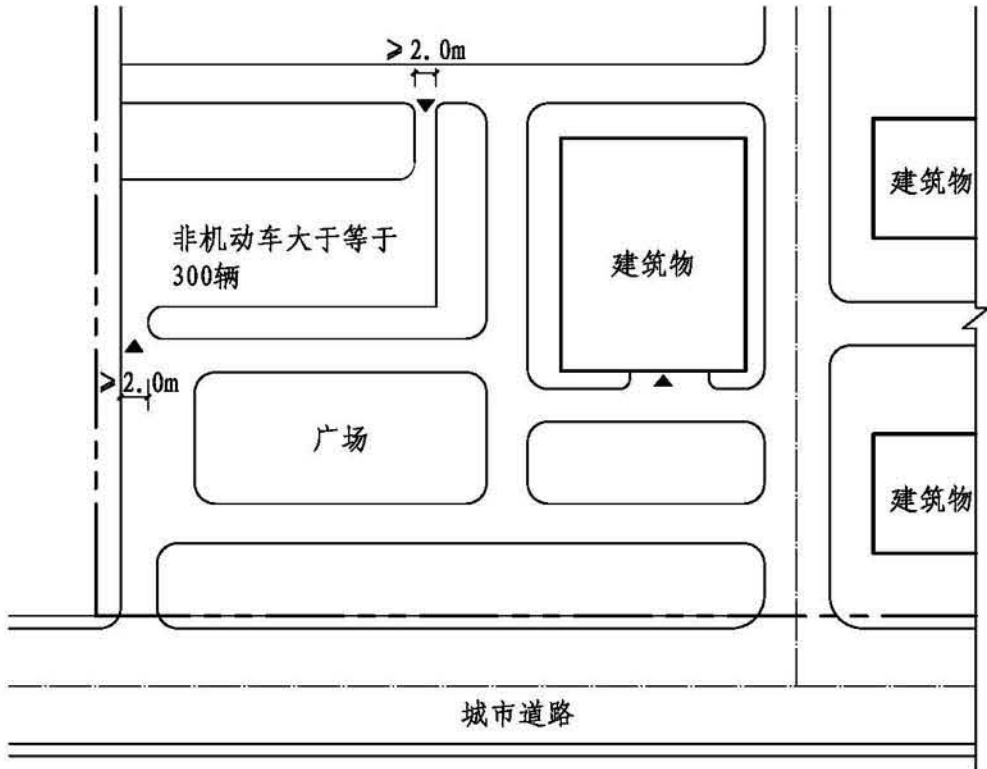 ≥2.0m
建筑物
非机动车大于等于
300辆
建筑物
≥2.0m
广场
建筑物
城市道路